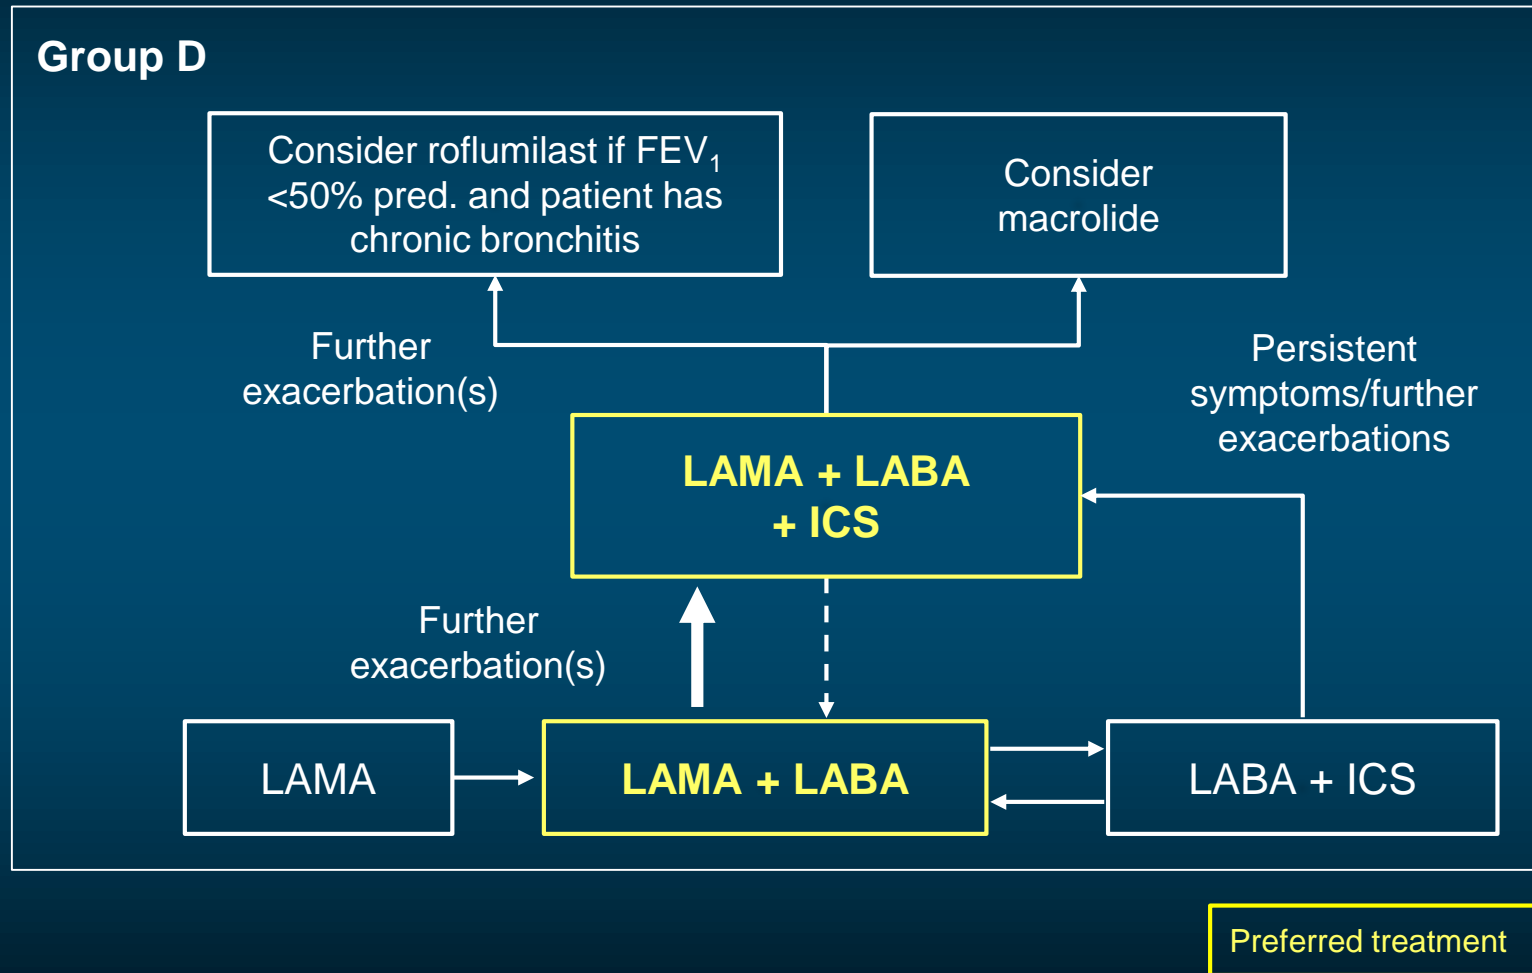 Group D
Consider roflumilast if FEV₁
<50% pred. and patient has
chronic bronchitis
Consider
macrolide
Further
exacerbation(s)
Persistent
symptoms/further
exacerbations
LAMA + LABA
+ ICS
Further
exacerbation(s)
LAMA
LAMA + LABA
LABA + ICS
Preferred treatment